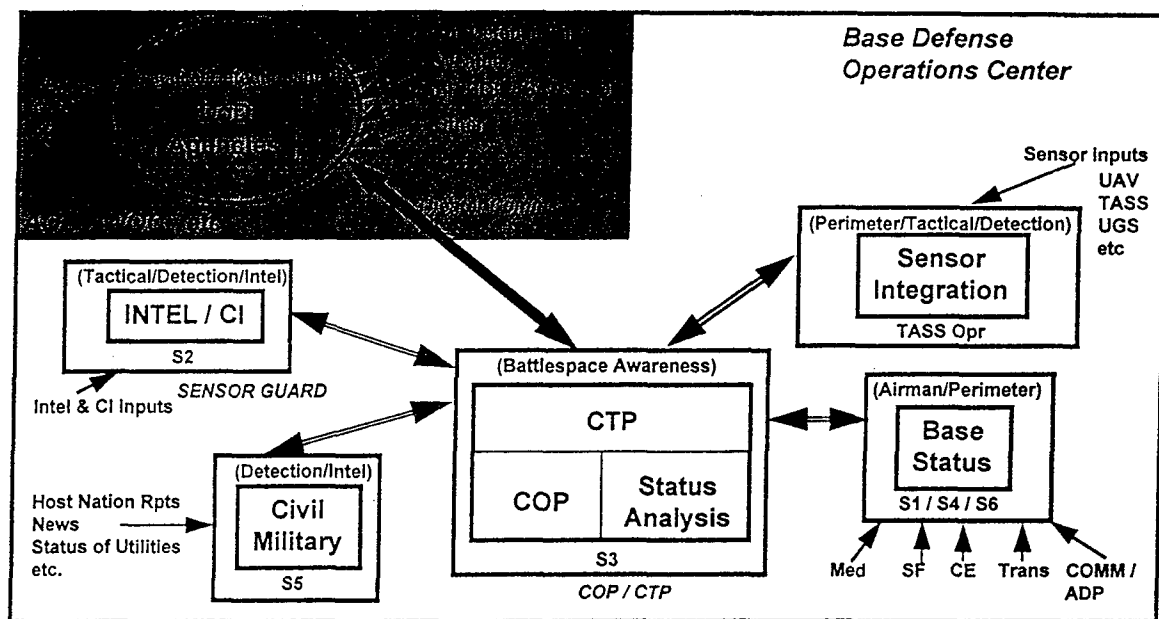 Base Defense
Operations Center
Agencies
Sensor Inputs
UAV
TASS
UGS
etc
(Perimeter/Tactical/Detection)
Sensor
Integration
TASS Opr
(Tactical/Detection/Intel)
INTEL / CI
S2
SENSOR GUARD
Intel & CI Inputs
(Battlespace Awareness)
CTP
COP
Status
Analysis
S3
COP / CTP
(Airman/Perimeter)
Base
Status
S1 / S4 / S6
Med
SF
CE
Trans
COMM /
ADP
(Detection/Intel)
Civil
Military
S5
Host Nation Rpts
News
Status of Utilities
etc.